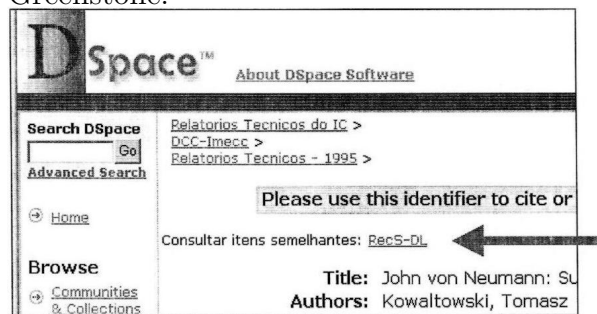 Greenstone.
DSpace™
About DSpace Software
Search DSpace
Go
Advanced Search
Home
Browse
Communities
& Collections
Relatorios Tecnicos do IC >
DCC-Imecc >
Relatorios Tecnicos - 1995 >
Please use this identifier to cite or
Consultar itens semelhantes: RecS-DL
Title: John von Neumann: Su
Authors: Kowaltowski, Tomasz